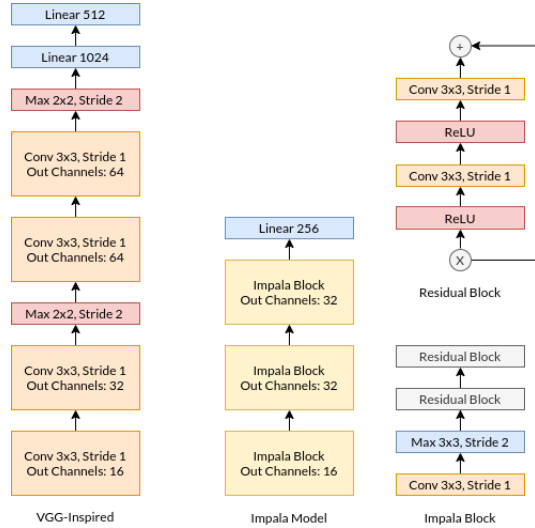 Linear 512
Linear 1024
Max 2x2, Stride 2
Conv 3x3, Stride 1
Out Channels: 64
Conv 3x3, Stride 1
Out Channels: 64
Max 2x2, Stride 2
Conv 3x3, Stride 1
Out Channels: 32
Conv 3x3, Stride 1
Out Channels: 16
VGG-Inspired
Linear 256
Impala Block
Out Channels: 32
Impala Block
Out Channels: 32
Impala Block
Out Channels: 16
Impala Model
+
Conv 3x3, Stride 1
ReLU
Conv 3x3, Stride 1
ReLU
X
Residual Block
Residual Block
Residual Block
Max 3x3, Stride 2
Conv 3x3, Stride 1
Impala Block